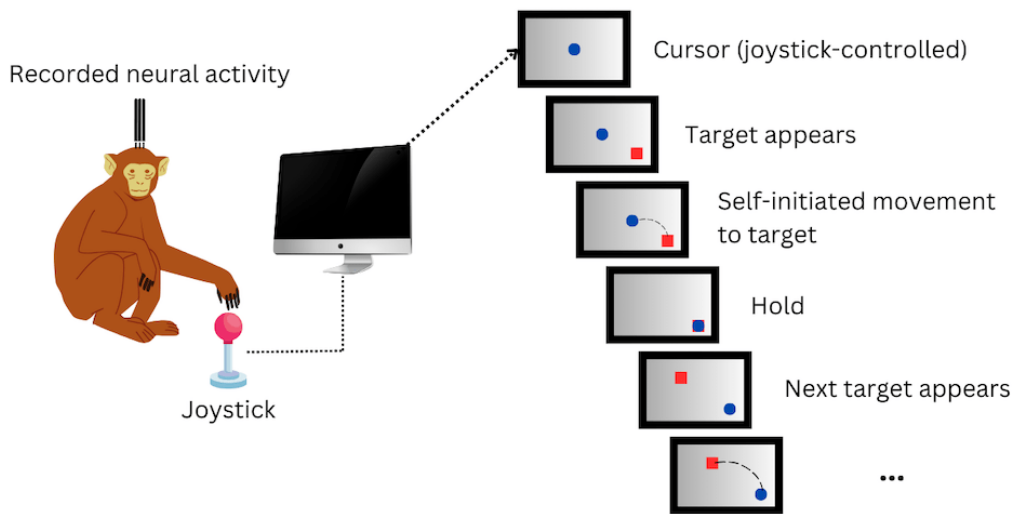 Recorded neural activity
Joystick
Cursor (joystick-controlled)
Target appears
Self-initiated movement
to target
Hold
Next target appears
...